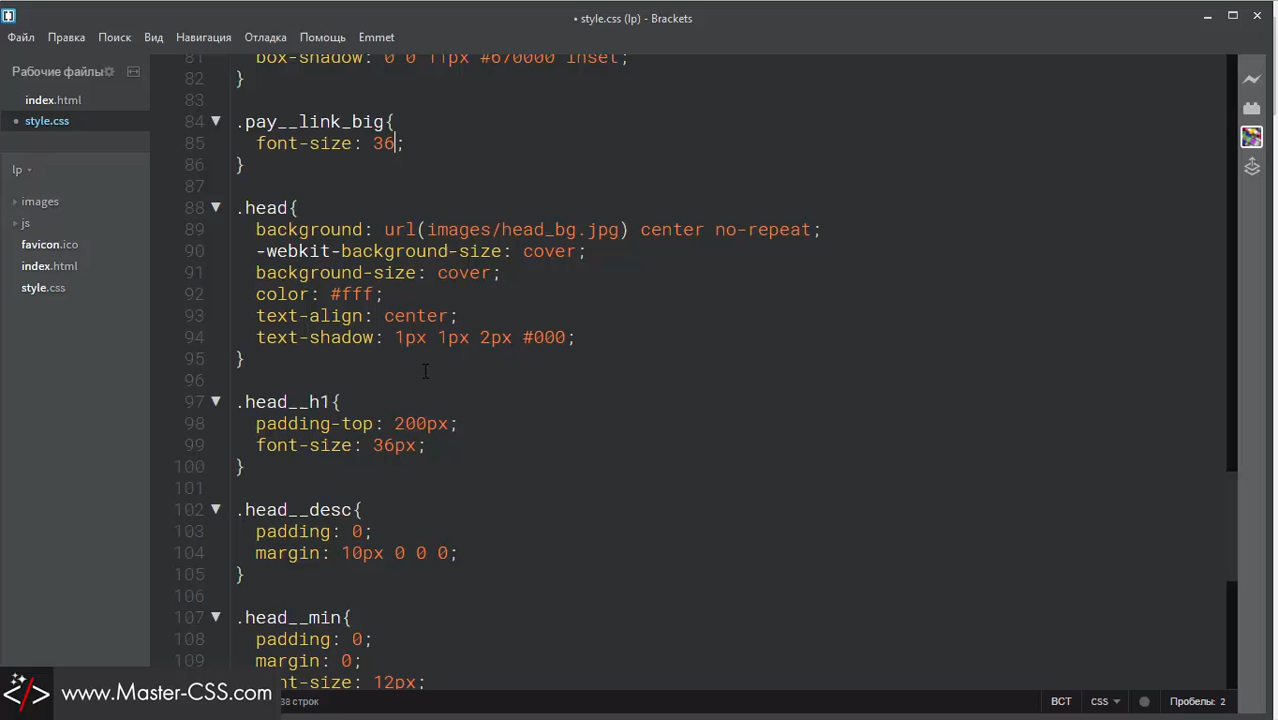 • style.css (lp) - Brackets
Файл Правка Поиск Вид Навигация Отладка Помощь Emmet
Рабочие файлы
index.html
• style.css
lp
images
js
favicon.ico
index.html
style.css
81 box-shadow: 0 0 11px #670000 inset;
82 }
83
84 .pay__link_big{
85 font-size: 36;
86 }
87
88 .head{
89 background: url(images/head_bg.jpg) center no-repeat;
90 -webkit-background-size: cover;
91 background-size: cover;
92 color: #fff;
93 text-align: center;
94 text-shadow: 1px 1px 2px #000;
95 }
96
97 .head__h1{
98 padding-top: 200px;
99 font-size: 36px;
100 }
101
102 .head__desc{
103 padding: 0;
104 margin: 10px 0 0 0;
105 }
106
107 .head__min{
108 padding: 0;
109 margin: 0;
font-size: 12px;
</> www.Master-CSS.com
38 строк ВСТ CSS Пробелы: 2